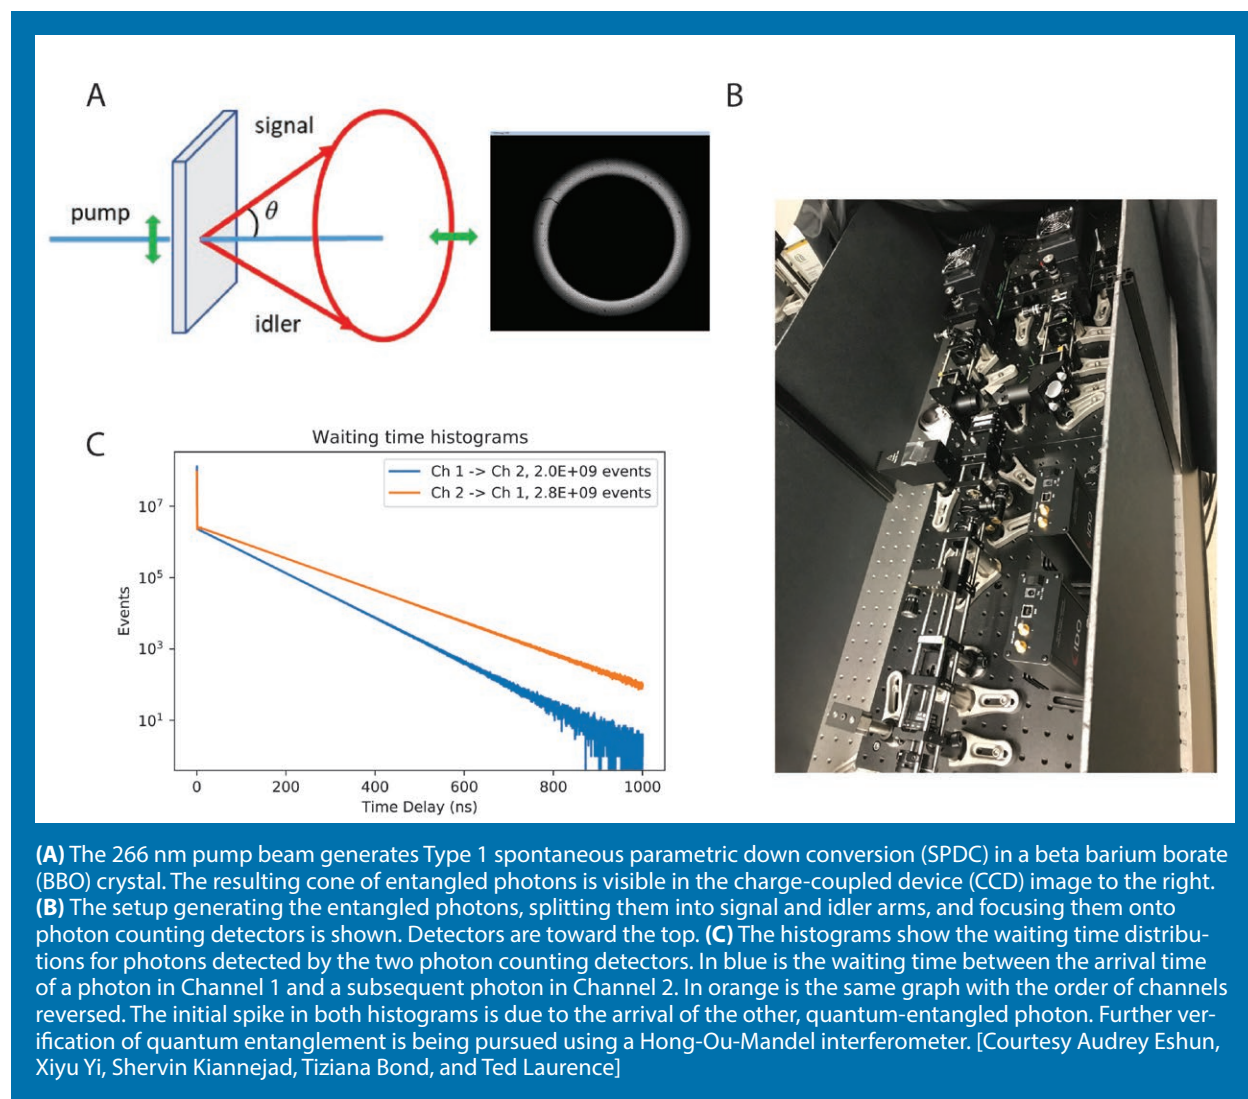 A
B
signal
pump
θ
idler
C
Waiting time histograms
Ch 1 -> Ch 2, 2.0E+09 events
Ch 2 -> Ch 1, 2.8E+09 events
Events
10⁷
10⁵
10³
10¹
0 200 400 600 800 1000
Time Delay (ns)
(A) The 266 nm pump beam generates Type 1 spontaneous parametric down conversion (SPDC) in a beta barium borate
(BBO) crystal. The resulting cone of entangled photons is visible in the charge-coupled device (CCD) image to the right.
(B) The setup generating the entangled photons, splitting them into signal and idler arms, and focusing them onto
photon counting detectors is shown. Detectors are toward the top. (C) The histograms show the waiting time distribu-
tions for photons detected by the two photon counting detectors. In blue is the waiting time between the arrival time
of a photon in Channel 1 and a subsequent photon in Channel 2. In orange is the same graph with the order of channels
reversed. The initial spike in both histograms is due to the arrival of the other, quantum-entangled photon. Further ver-
ification of quantum entanglement is being pursued using a Hong-Ou-Mandel interferometer. [Courtesy Audrey Eshun,
Xiyu Yi, Shervin Kiannejad, Tiziana Bond, and Ted Laurence]